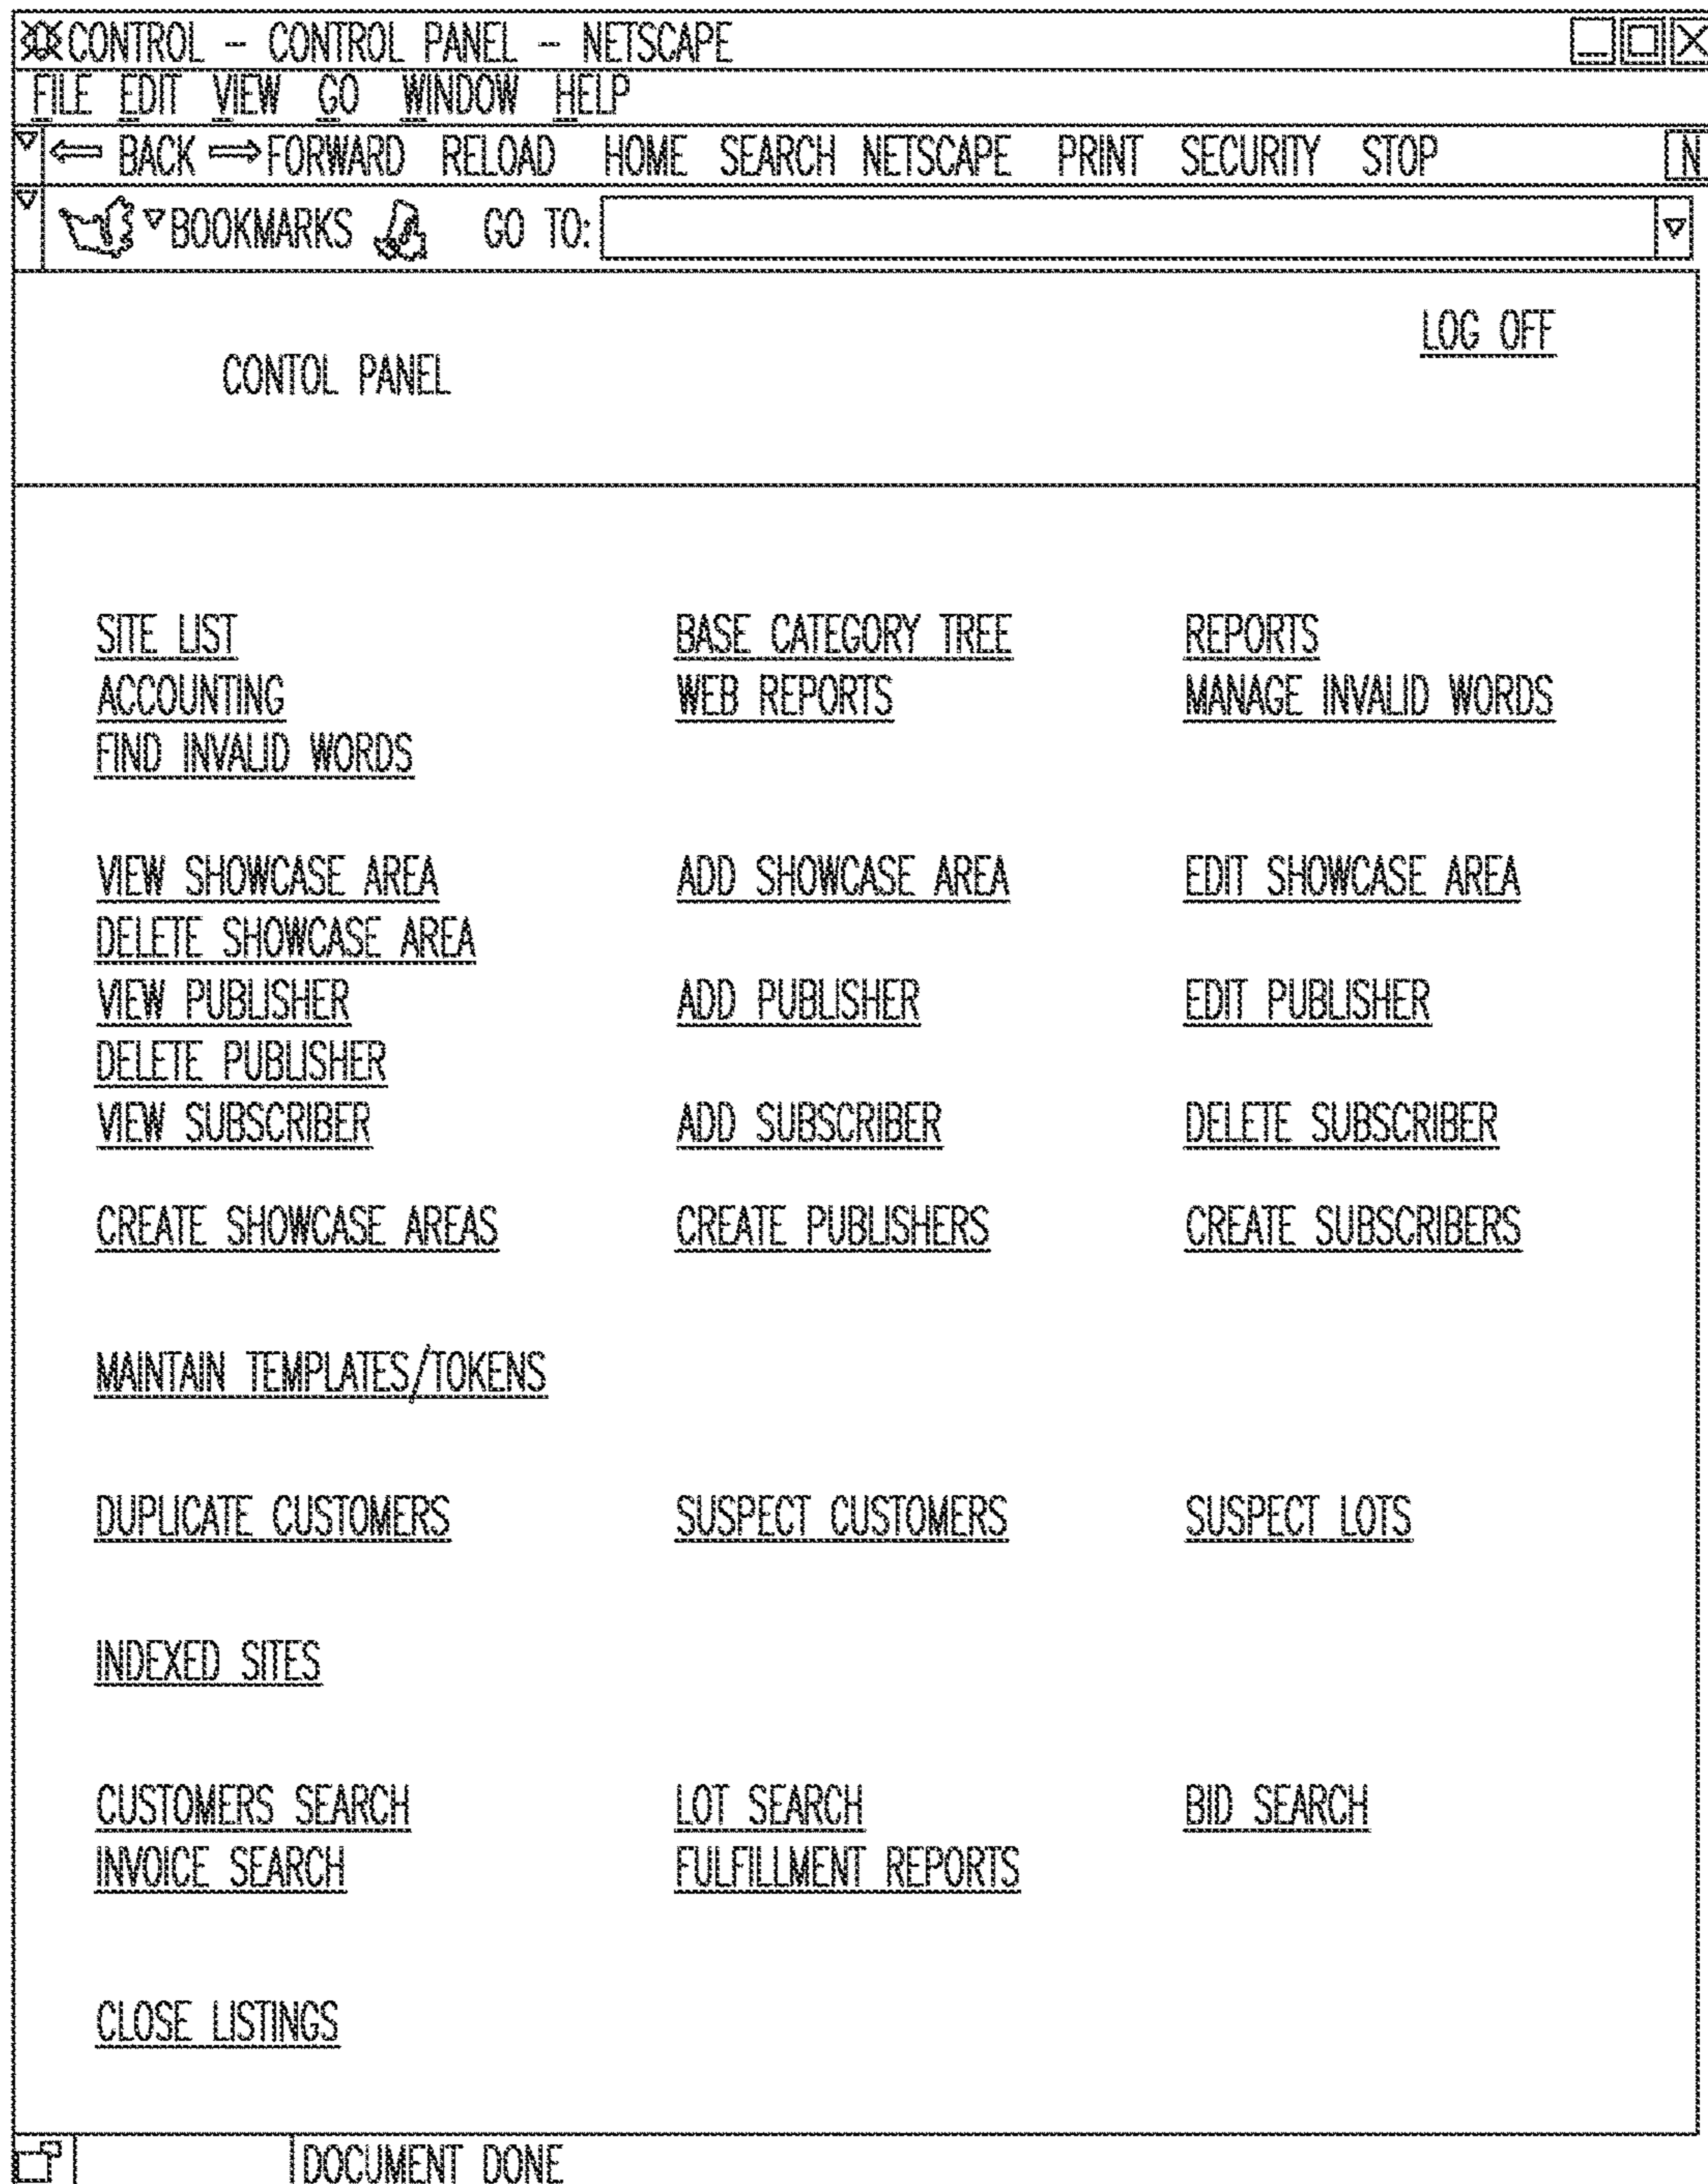 CONTROL - CONTROL PANEL - NETSCAPE
FILE EDIT VIEW GO WINDOW HELP
BACK FORWARD RELOAD HOME SEARCH NETSCAPE PRINT SECURITY STOP N
BOOKMARKS GO TO:
LOG OFF
CONTOL PANEL
SITE LIST BASE CATEGORY TREE REPORTS
ACCOUNTING WEB REPORTS MANAGE INVALID WORDS
FIND INVALID WORDS
VIEW SHOWCASE AREA ADD SHOWCASE AREA EDIT SHOWCASE AREA
DELETE SHOWCASE AREA
VIEW PUBLISHER ADD PUBLISHER EDIT PUBLISHER
DELETE PUBLISHER
VIEW SUBSCRIBER ADD SUBSCRIBER DELETE SUBSCRIBER
CREATE SHOWCASE AREAS CREATE PUBLISHERS CREATE SUBSCRIBERS
MAINTAIN TEMPLATES/TOKENS
DUPLICATE CUSTOMERS SUSPECT CUSTOMERS SUSPECT LOTS
INDEXED SITES
CUSTOMERS SEARCH LOT SEARCH BID SEARCH
INVOICE SEARCH FULFILLMENT REPORTS
CLOSE LISTINGS
DOCUMENT DONE